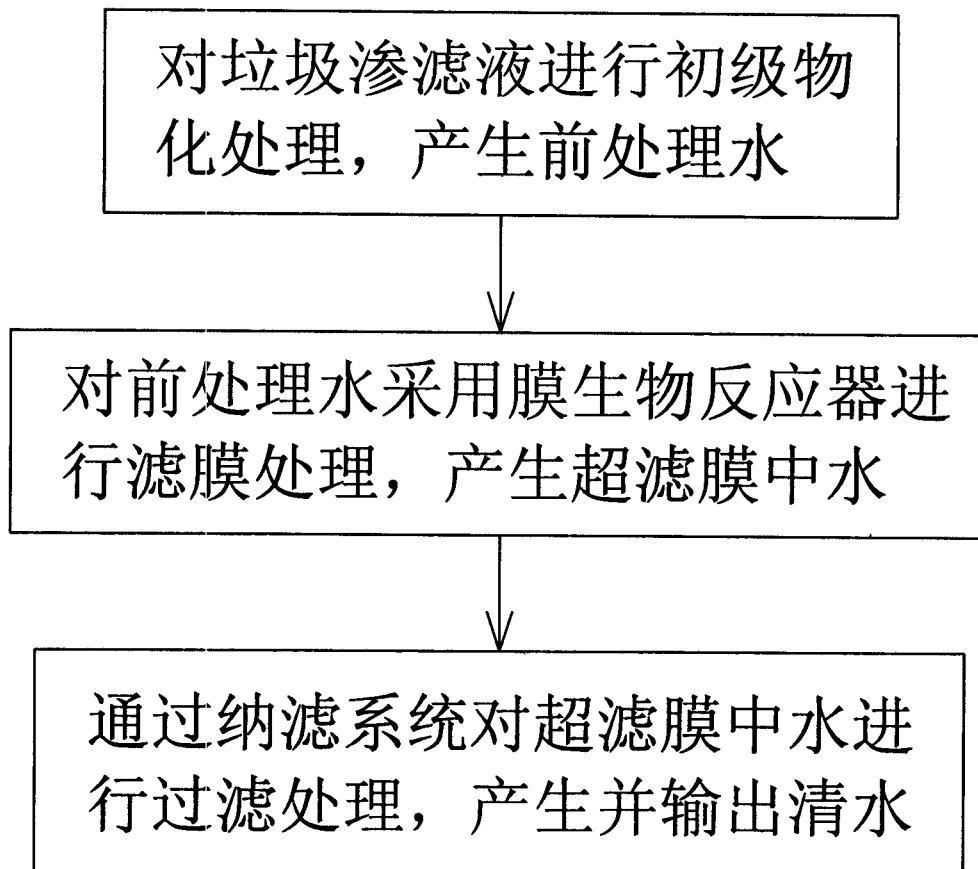 对垃圾渗滤液进行初级物
化处理，产生前处理水
对前处理水采用膜生物反应器进
行滤膜处理，产生超滤膜中水
通过纳滤系统对超滤膜中水进
行过滤处理，产生并输出清水